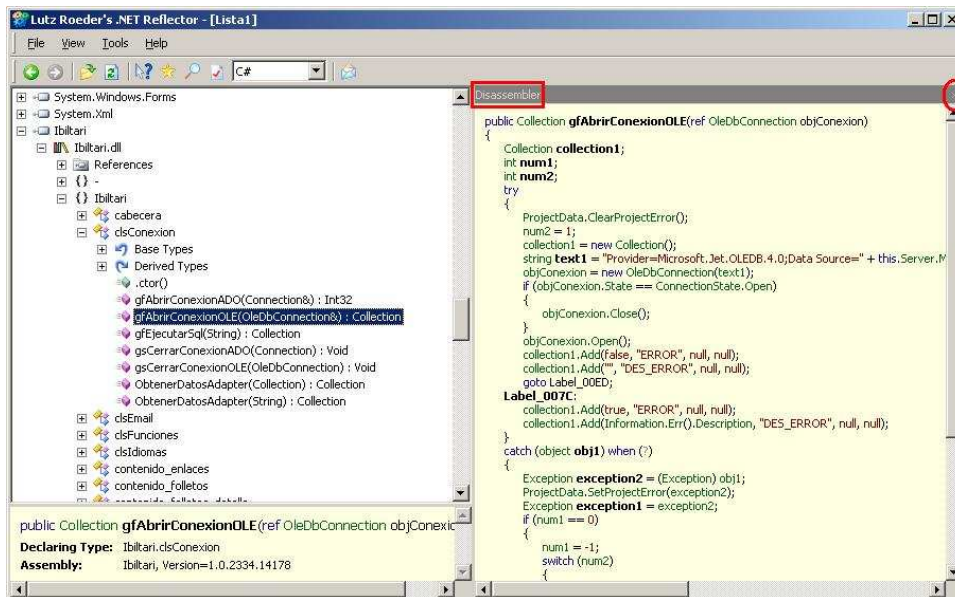 Lutz Roeder's .NET Reflector - [Lista1]
File View Tools Help
C#
System.Windows.Forms
System.Xml
Ibiltari
Ibiltari.dll
References
{} -
{} Ibiltari
cabecera
clsConexion
Base Types
Derived Types
.ctor()
gfAbrirConexionADO(Connection&) : Int32
gfAbrirConexionOLE(OleDbConnection&) : Collection
gfEjecutarSql(String) : Collection
gsCerrarConexionADO(Connection) : Void
gsCerrarConexionOLE(OleDbConnection) : Void
ObtenerDatosAdapter(Collection) : Collection
ObtenerDatosAdapter(String) : Collection
clsEmail
clsFunciones
clsIdiomas
contenido_enlaces
contenido_folletos
public Collection gfAbrirConexionOLE(ref OleDbConnection objConexic
Declaring Type: Ibiltari.clsConexion
Assembly: Ibiltari, Version=1.0.2334.14178
Disassembler
public Collection gfAbrirConexionOLE(ref OleDbConnection objConexion)
{
Collection collection1;
int num1;
int num2;
try
{
ProjectData.ClearProjectError();
num2 = 1;
collection1 = new Collection();
string text1 = "Provider=Microsoft.Jet.OLEDB.4.0;Data Source=" + this.Server.M
objConexion = new OleDbConnection(text1);
if (objConexion.State == ConnectionState.Open)
{
objConexion.Close();
}
objConexion.Open();
collection1.Add(false, "ERROR", null, null);
collection1.Add("", "DES_ERROR", null, null);
goto Label_00ED;
Label_007C:
collection1.Add(true, "ERROR", null, null);
collection1.Add(Information.Err().Description, "DES_ERROR", null, null);
}
catch (object obj1) when (?)
{
Exception exception2 = (Exception) obj1;
ProjectData.SetProjectError(exception2);
Exception exception1 = exception2;
if (num1 == 0)
{
num1 = -1;
switch (num2)
{